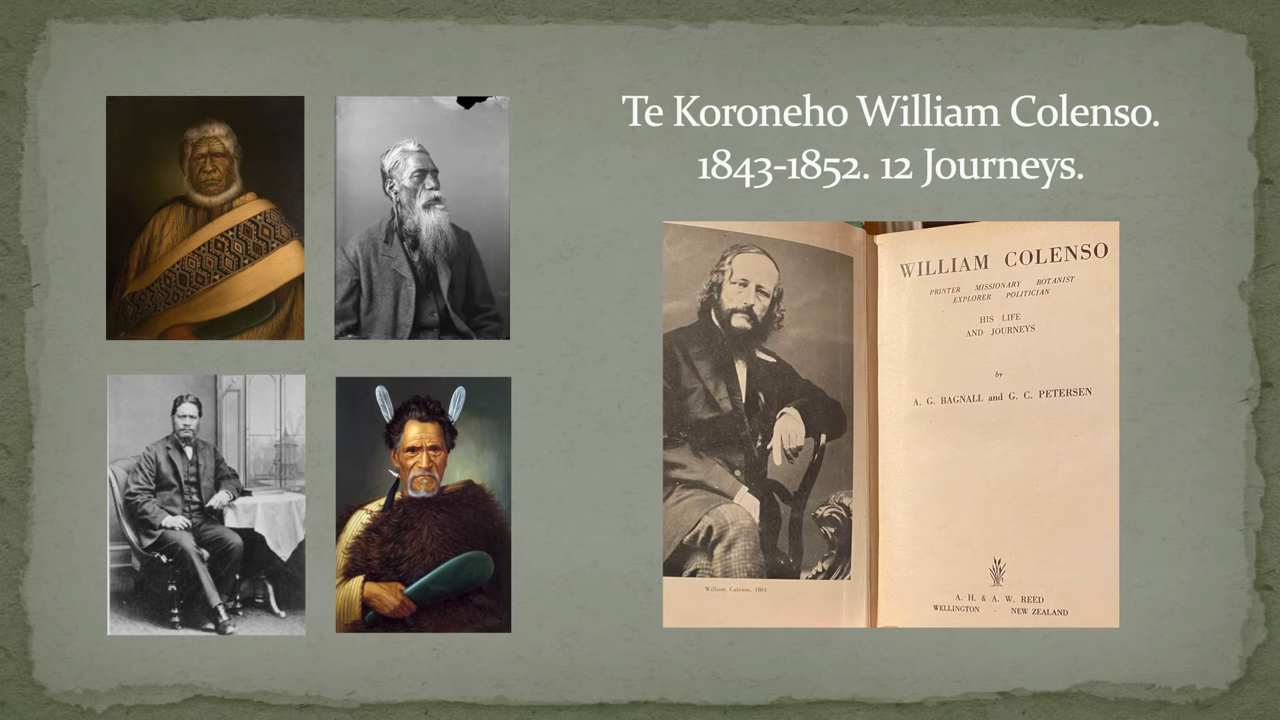 Te Koroneho William Colenso.
1843-1852. 12 Journeys.
WILLIAM COLENSO
PRINTER MISSIONARY BOTANIST
EXPLORER POLITICIAN
HIS LIFE
AND JOURNEYS
by
A. G. BAGNALL and G. C. PETERSEN
A. H. & A. W. REED
WELLINGTON - NEW ZEALAND
William Colenso, 1861